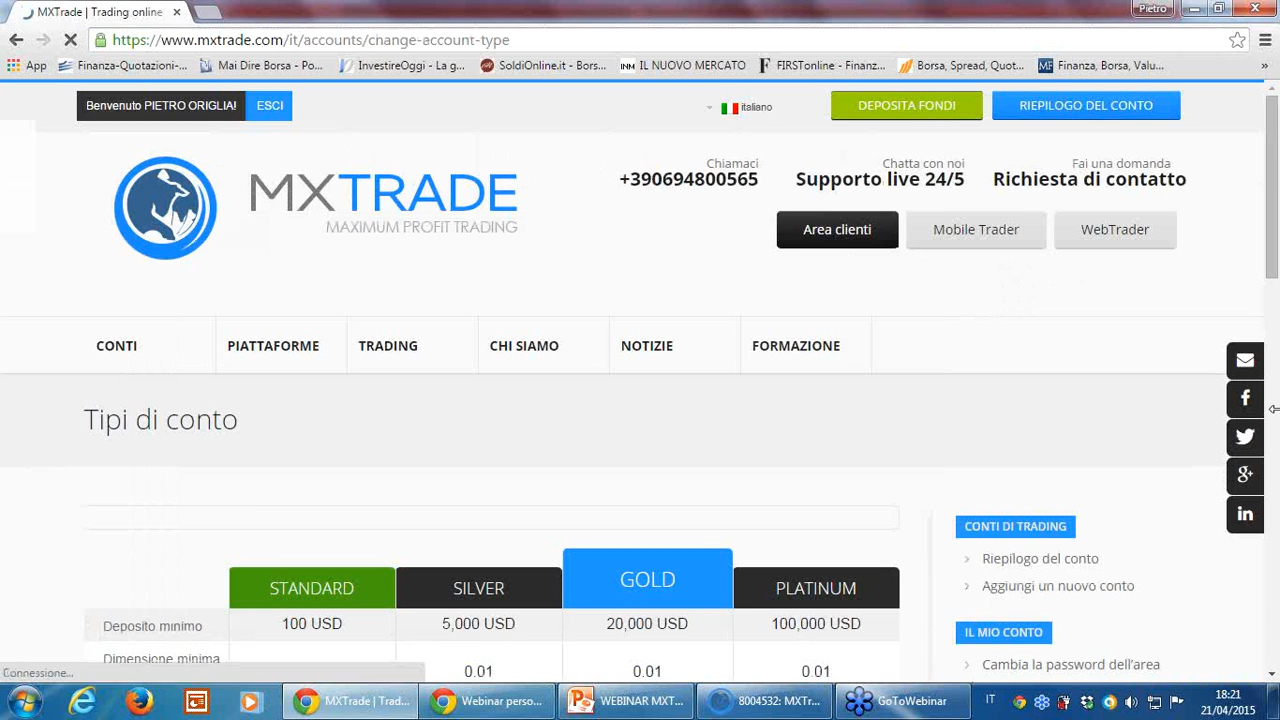 MXTrade | Trading online
Pietro
https://www.mxtrade.com/it/accounts/change-account-type
App
Finanza-Quotazioni-...
Mai Dire Borsa - Po...
InvestireOggi - La g...
SoldiOnline.it - Bors...
INM IL NUOVO MERCATO
F FIRSTonline - Finanz...
Borsa, Spread, Quot...
MF Finanza, Borsa, Valu...
»
Benvenuto PIETRO ORIGLIA! ESCI
italiano
DEPOSITA FONDI
RIEPILOGO DEL CONTO
MXTRADE
MAXIMUM PROFIT TRADING
Chiamaci
+390694800565
Chatta con noi
Supporto live 24/5
Fai una domanda
Richiesta di contatto
Area clienti
Mobile Trader
WebTrader
CONTI PIATTAFORME TRADING CHI SIAMO NOTIZIE FORMAZIONE
Tipi di conto
STANDARD SILVER GOLD PLATINUM
Deposito minimo 100 USD 5,000 USD 20,000 USD 100,000 USD
Dimensione minima
0.01 0.01 0.01
CONTI DI TRADING
Riepilogo del conto
Aggiungi un nuovo conto
IL MIO CONTO
Cambia la password dell'area
Connessione...
MXTrade | Trad...
Webinar perso...
WEBINAR MXT...
8004532: MXTr...
GoToWebinar
IT
18:21
21/04/2015